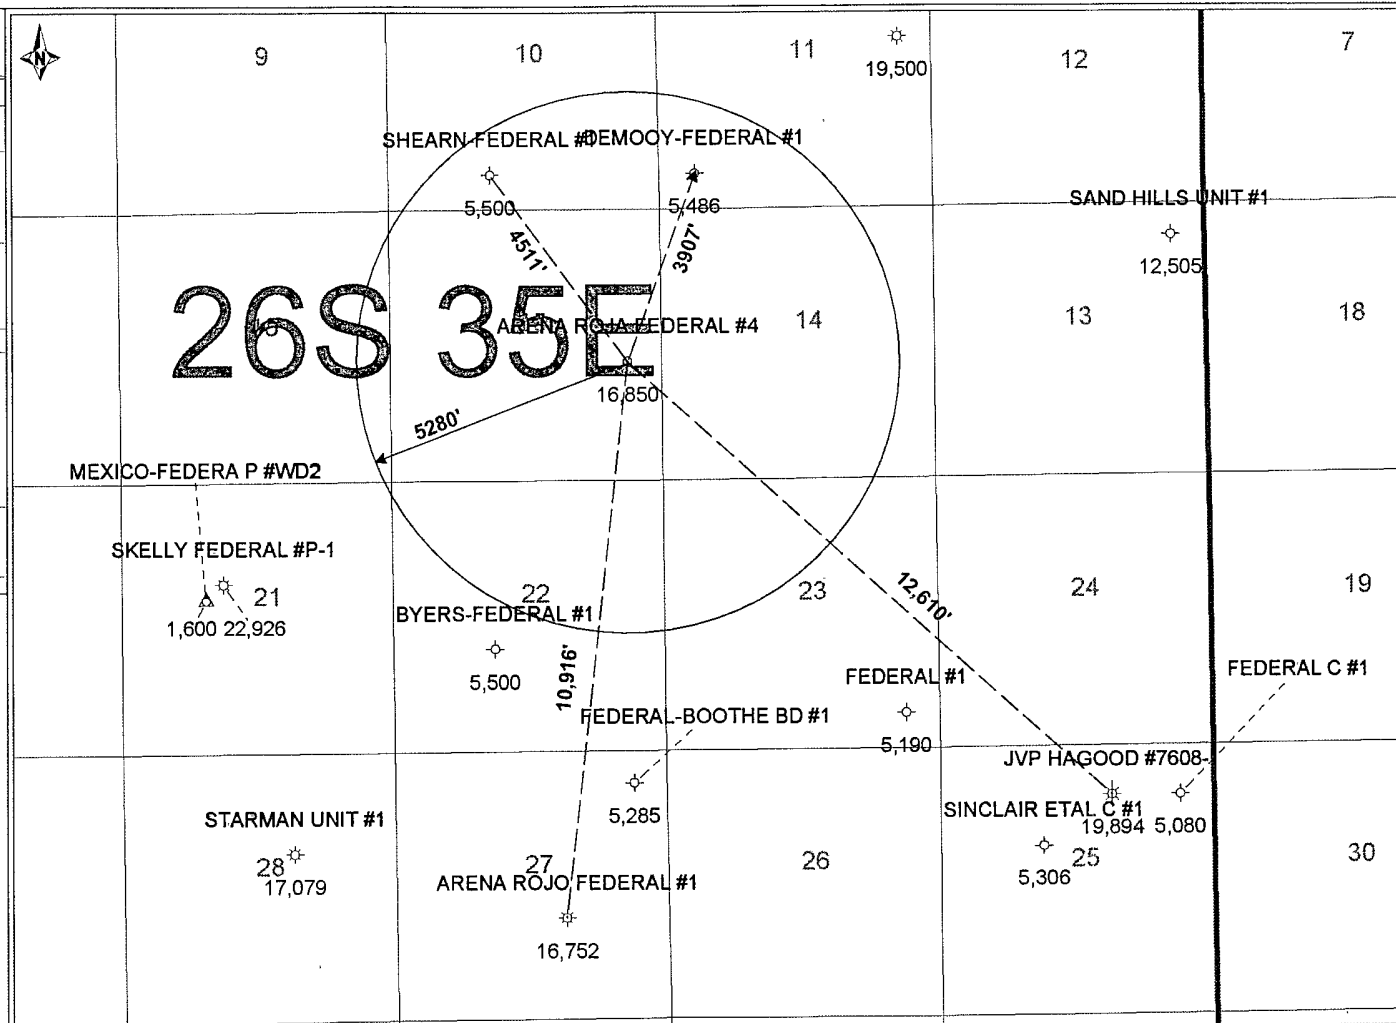 N
9
10
11
12
7
19,500
SHEARN-FEDERAL #
DEMOOY-FEDERAL #1
5,500
5,486
SAND HILLS UNIT #1
12,505
4511'
3907'
26S 35E
14
13
18
ARENA ROJA FEDERAL #4
16,850
5280'
MEXICO-FEDERA P #WD2
SKELLY FEDERAL #P-1
21
22
23
24
19
1,600 22,926
BYERS-FEDERAL #1
5,500
12,610'
10,916'
FEDERAL #1
5,190
FEDERAL C #1
FEDERAL-BOOTHE BD #1
5,285
JVP HAGOOD #7608-
19,894 5,080
SINCLAIR ETAL C #1
5,306
25
STARMAN UNIT #1
28
17,079
27
26
30
ARENA ROJO FEDERAL #1
16,752